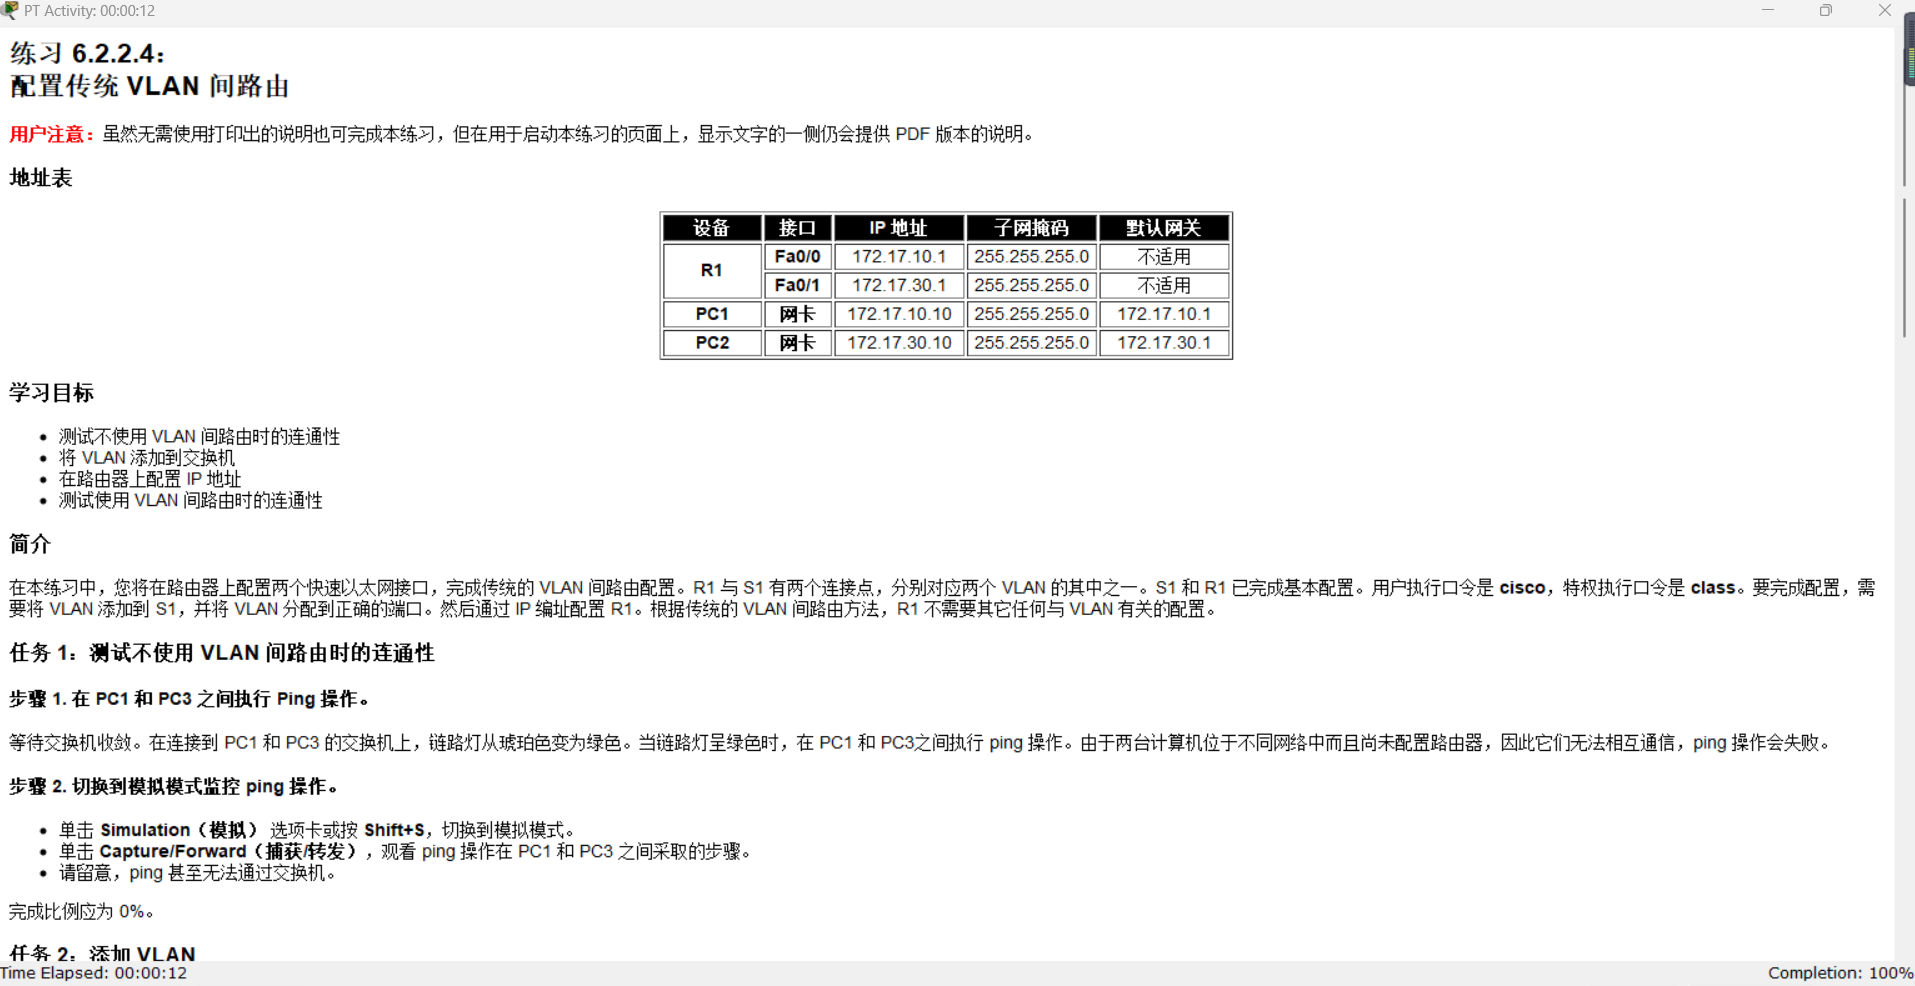 PT Activity: 00:00:12
练习 6.2.2.4：
配置传统 VLAN 间路由
用户注意：虽然无需使用打印出的说明也可完成本练习，但在用于启动本练习的页面上，显示文字的一侧仍会提供 PDF 版本的说明。
地址表
设备 接口 IP 地址 子网掩码 默认网关
R1 Fa0/0 172.17.10.1 255.255.255.0 不适用
Fa0/1 172.17.30.1 255.255.255.0 不适用
PC1 网卡 172.17.10.10 255.255.255.0 172.17.10.1
PC2 网卡 172.17.30.10 255.255.255.0 172.17.30.1
学习目标
• 测试不使用 VLAN 间路由时的连通性
• 将 VLAN 添加到交换机
• 在路由器上配置 IP 地址
• 测试使用 VLAN 间路由时的连通性
简介
在本练习中，您将在路由器上配置两个快速以太网接口，完成传统的 VLAN 间路由配置。R1 与 S1 有两个连接点，分别对应两个 VLAN 的其中之一。S1 和 R1 已完成基本配置。用户执行口令是 cisco，特权执行口令是 class。要完成配置，需
要将 VLAN 添加到 S1，并将 VLAN 分配到正确的端口。然后通过 IP 编址配置 R1。根据传统的 VLAN 间路由方法，R1 不需要其它任何与 VLAN 有关的配置。
任务 1：测试不使用 VLAN 间路由时的连通性
步骤 1. 在 PC1 和 PC3 之间执行 Ping 操作。
等待交换机收敛。在连接到 PC1 和 PC3 的交换机上，链路灯从琥珀色变为绿色。当链路灯呈绿色时，在 PC1 和 PC3之间执行 ping 操作。由于两台计算机位于不同网络中而且尚未配置路由器，因此它们无法相互通信，ping 操作会失败。
步骤 2. 切换到模拟模式监控 ping 操作。
• 单击 Simulation（模拟） 选项卡或按 Shift+S，切换到模拟模式。
• 单击 Capture/Forward（捕获/转发），观看 ping 操作在 PC1 和 PC3 之间采取的步骤。
• 请留意，ping 甚至无法通过交换机。
完成比例应为 0%。
任务 2：添加 VLAN
Time Elapsed: 00:00:12 Completion: 100%